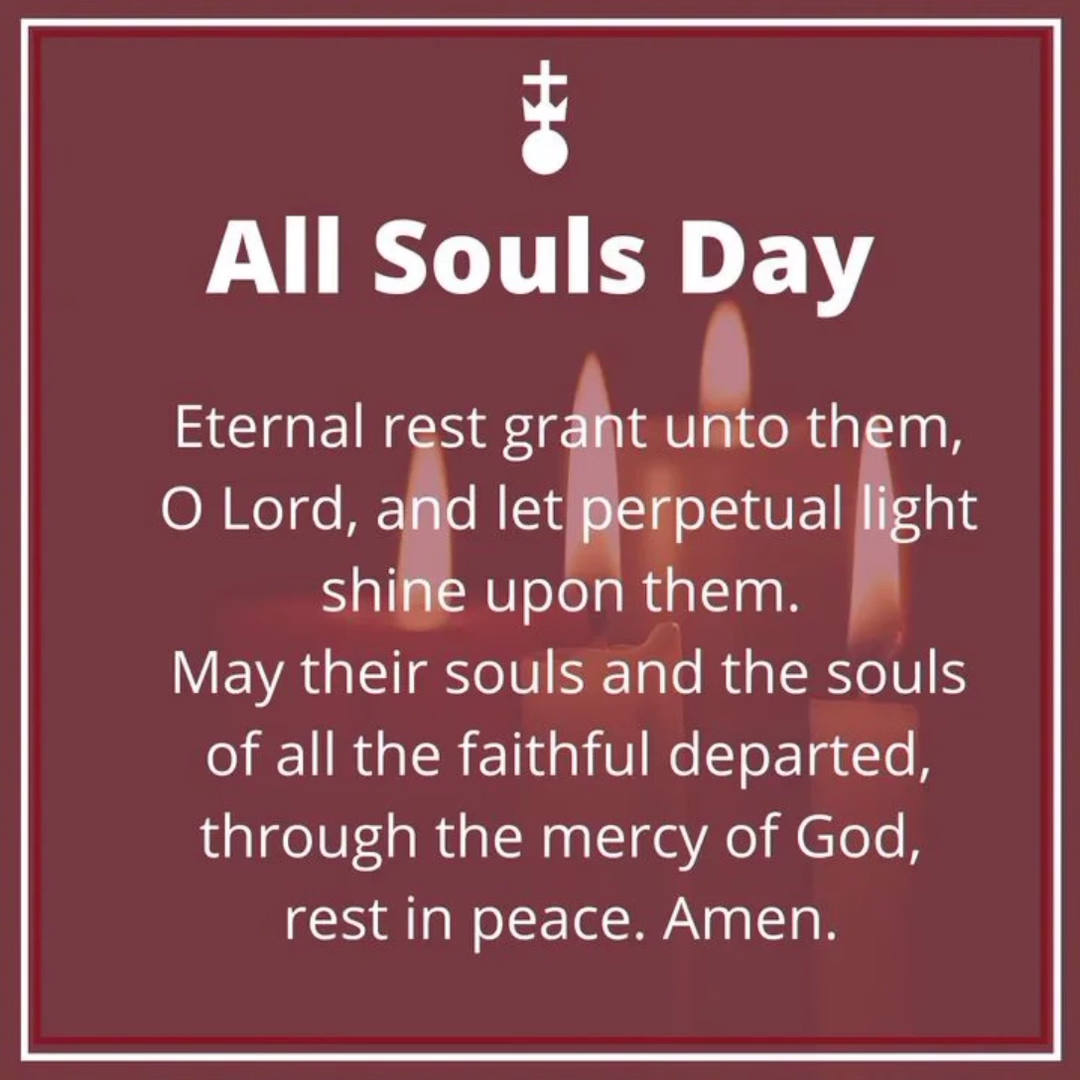 All Souls Day
Eternal rest grant unto them,
O Lord, and let perpetual light
shine upon them.
May their souls and the souls
of all the faithful departed,
through the mercy of God,
rest in peace. Amen.